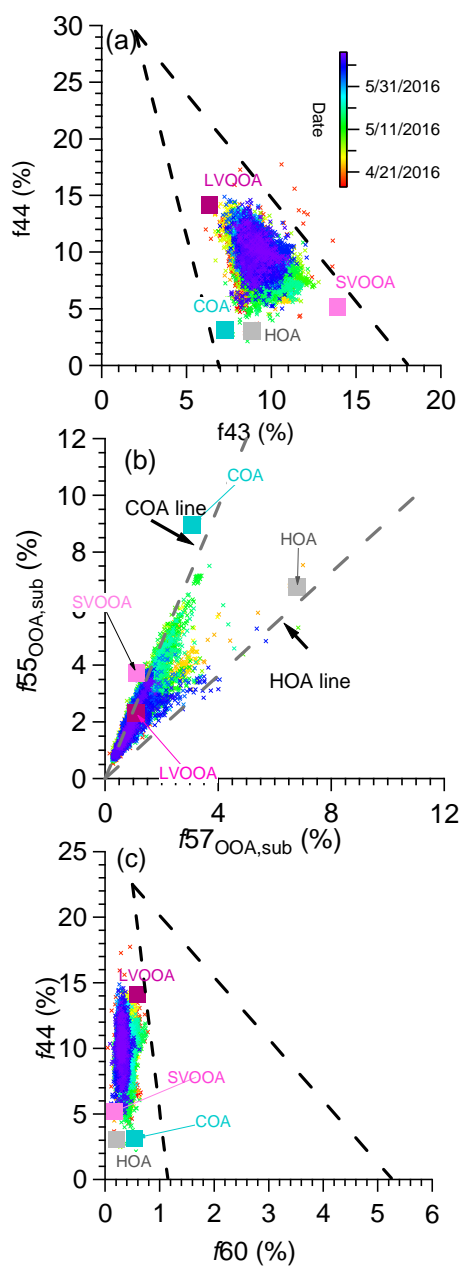 (a)
30
25
20
15
10
5
0
f44 (%)
Date
5/31/2016
5/11/2016
4/21/2016
LVOOA
SVOOA
COA
HOA
0
5
10
15
20
f43 (%)
(b)
12
10
8
6
4
2
0
f55OOA,sub (%)
COA line
COA
HOA
SVOOA
HOA line
LVOOA
0
4
8
12
f57OOA,sub (%)
(c)
25
20
15
10
5
0
f44 (%)
LVOOA
SVOOA
COA
HOA
0
1
2
3
4
5
6
f60 (%)